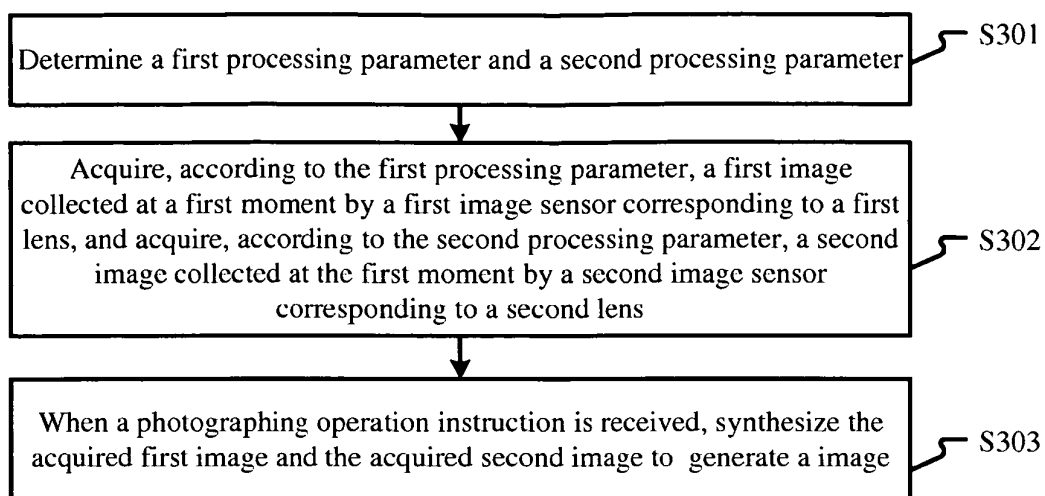 Determine a first processing parameter and a second processing parameter
S301
Acquire, according to the first processing parameter, a first image
collected at a first moment by a first image sensor corresponding to a first
lens, and acquire, according to the second processing parameter, a second
image collected at the first moment by a second image sensor
corresponding to a second lens
S302
When a photographing operation instruction is received, synthesize the
acquired first image and the acquired second image to generate a image
S303